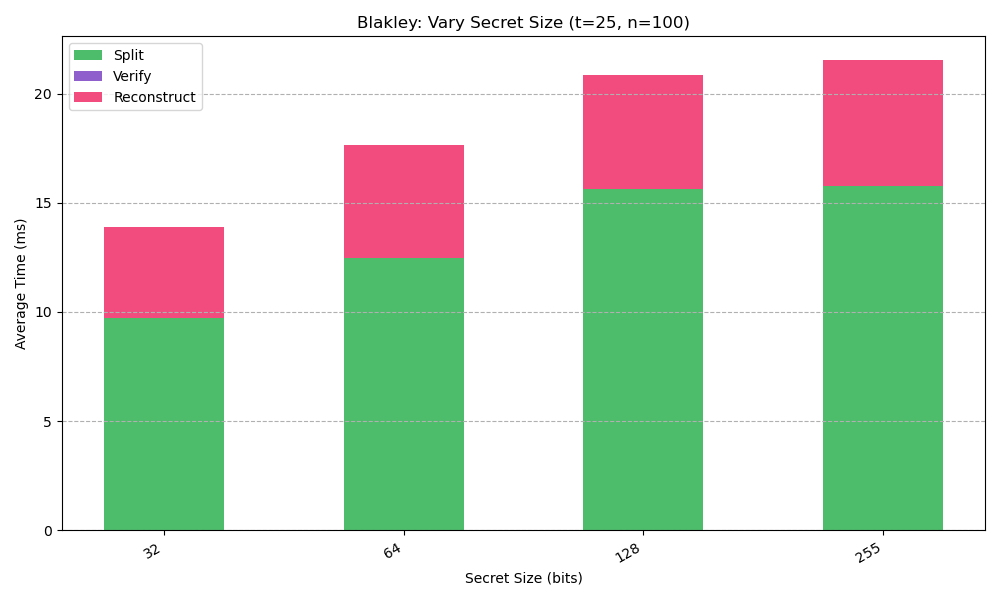 Blakley: Vary Secret Size (t=25, n=100)
Split
Verify
Reconstruct
20
15
10
5
0
Average Time (ms)
32
64
128
255
Secret Size (bits)